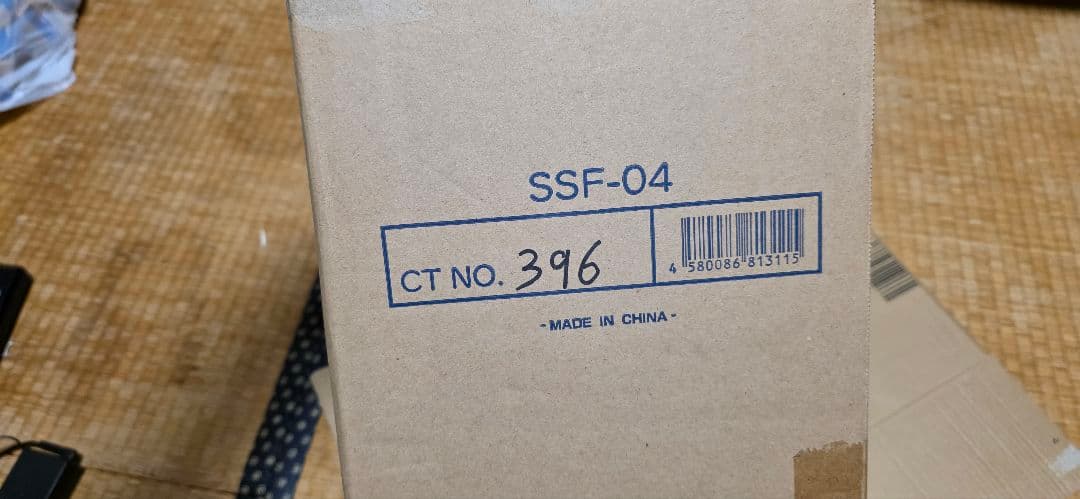 SSF-04
CT NO. 396
4 580086 813115
- MADE IN CHINA -